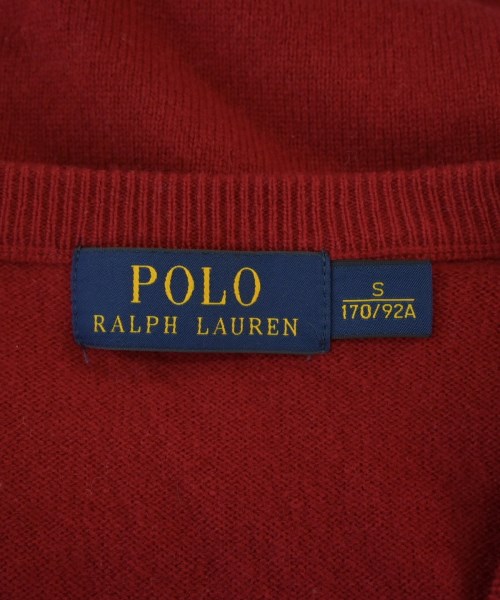 POLO
RALPH LAUREN
S
170/92A